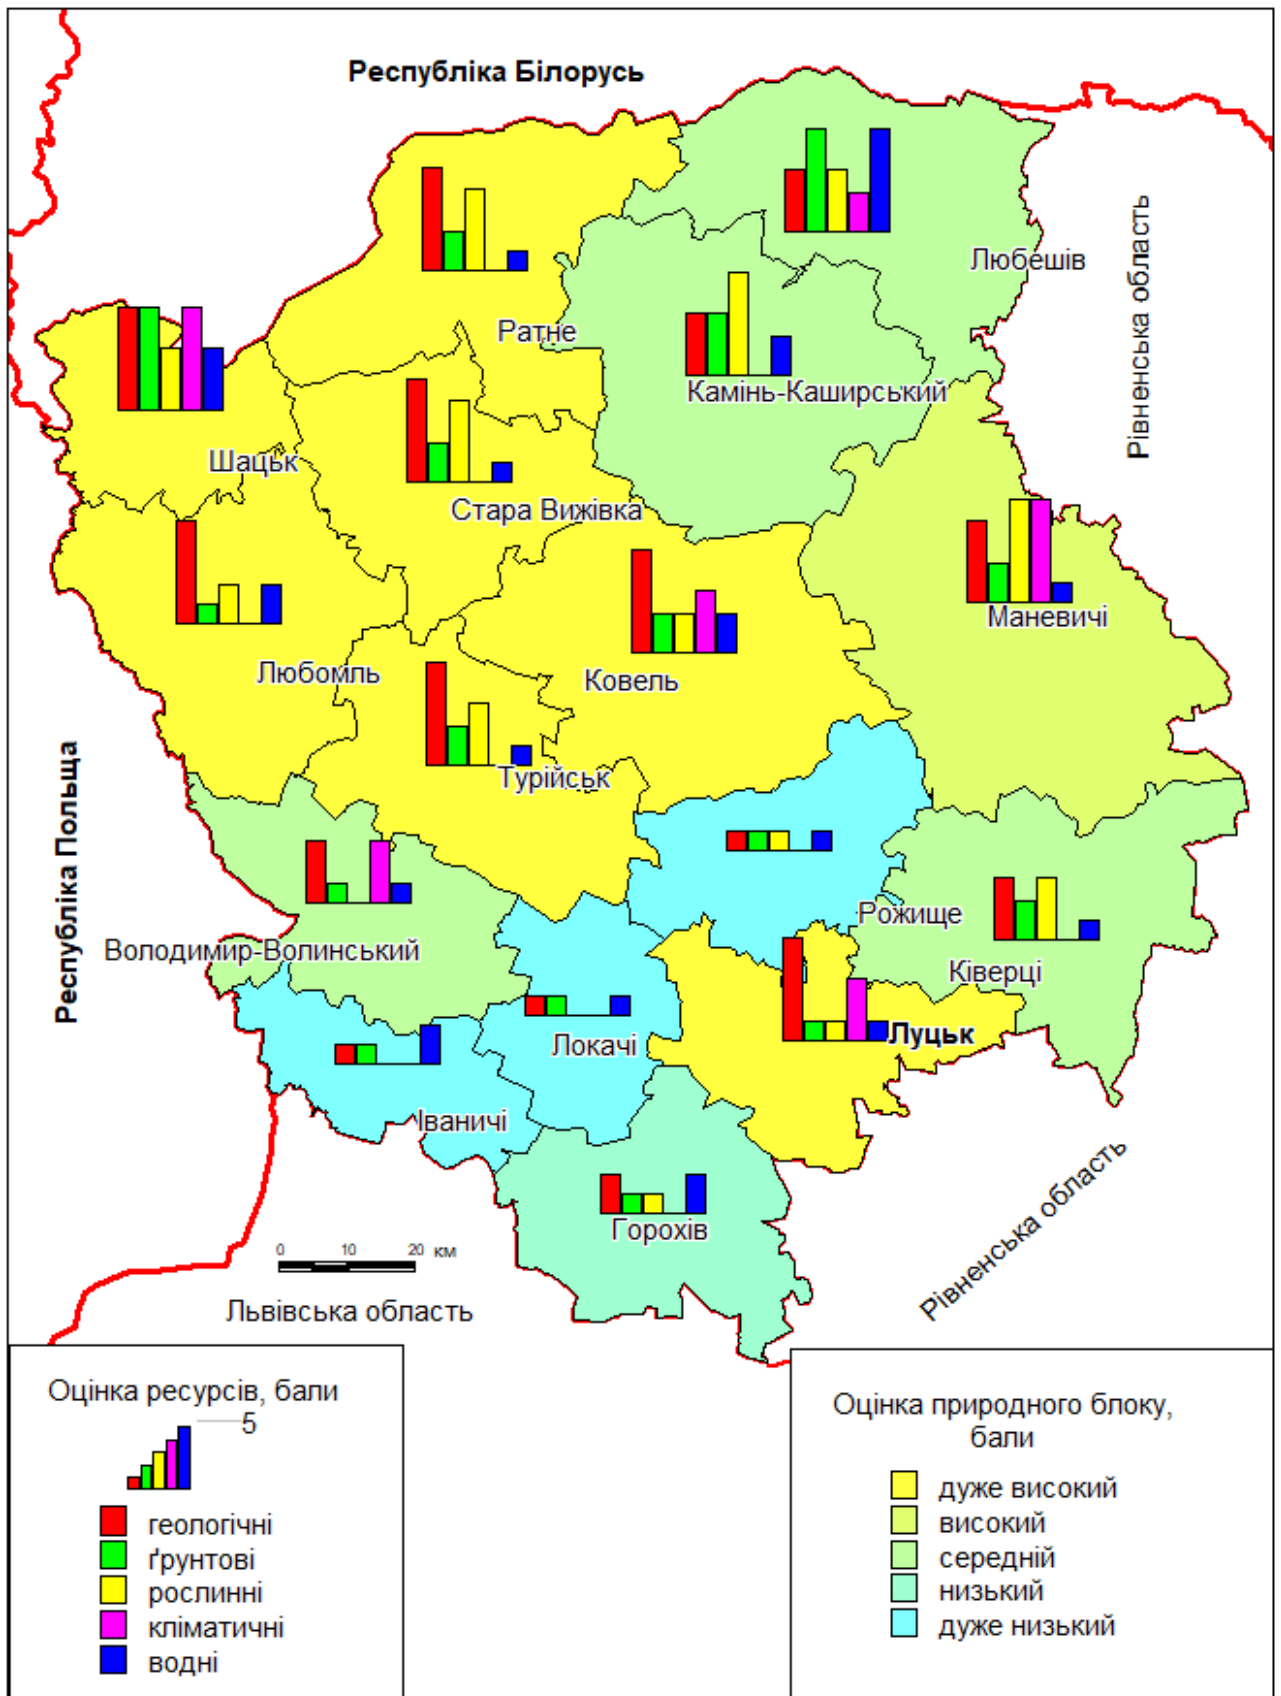 Республіка Білорусь
Рівненська область
Любешів
Ратне
Камінь-Каширський
Шацьк
Стара Вижівка
Маневичі
Любомль
Ковель
Турійськ
Республіка Польща
Рожище
Володимир-Волинський
Ківерці
Локачі
Луцьк
Іваничі
Горохів
Рівненська область
0 10 20 км
Львівська область
Оцінка ресурсів, бали
5
геологічні
ґрунтові
рослинні
кліматичні
водні
Оцінка природного блоку,
бали
дуже високий
високий
середній
низький
дуже низький